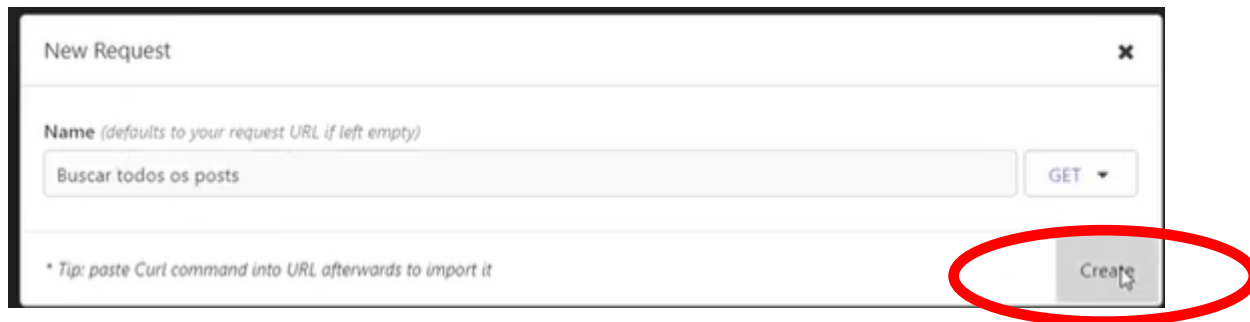 New Request
Name (defaults to your request URL if left empty)
Buscar todos os posts
GET
* Tip: paste Curl command into URL afterwards to import it
Create